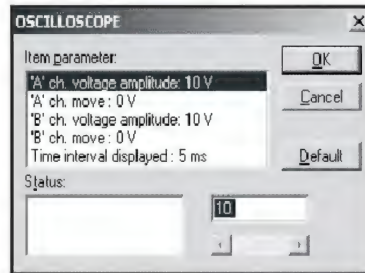 OSCILLOSCOPE
Item parameter:
'A' ch. voltage amplitude: 10 V
'A' ch. move : 0 V
'B' ch. voltage amplitude: 10 V
'B' ch. move : 0 V
Time interval displayed : 5 ms
OK
Cancel
Default
Status:
10